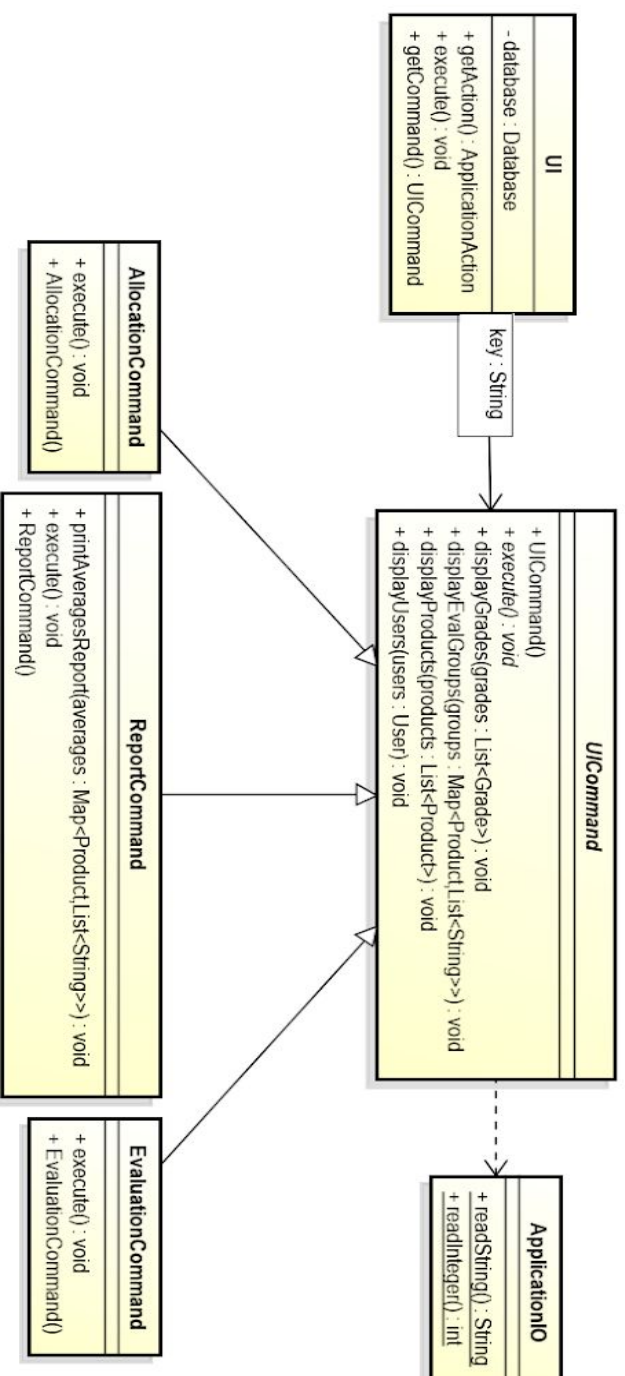 UI
- database : Database
+ getAction() : ApplicationAction
+ execute() : void
+ getCommand() : UICommand
key : String
UICommand
+ UICommand()
+ execute() : void
+ displayGrades(grades : List<Grade>) : void
+ displayEvalGroups(groups : Map<Product,List<String>>) : void
+ displayProducts(products : List<Product>) : void
+ displayUsers(users : User) : void
ApplicationIO
+ readString() : String
+ readInteger() : int
AllocationCommand
+ execute() : void
+ AllocationCommand()
ReportCommand
+ printAveragesReport(averages : Map<Product,List<String>>) : void
+ execute() : void
+ ReportCommand()
EvaluationCommand
+ execute() : void
+ EvaluationCommand()